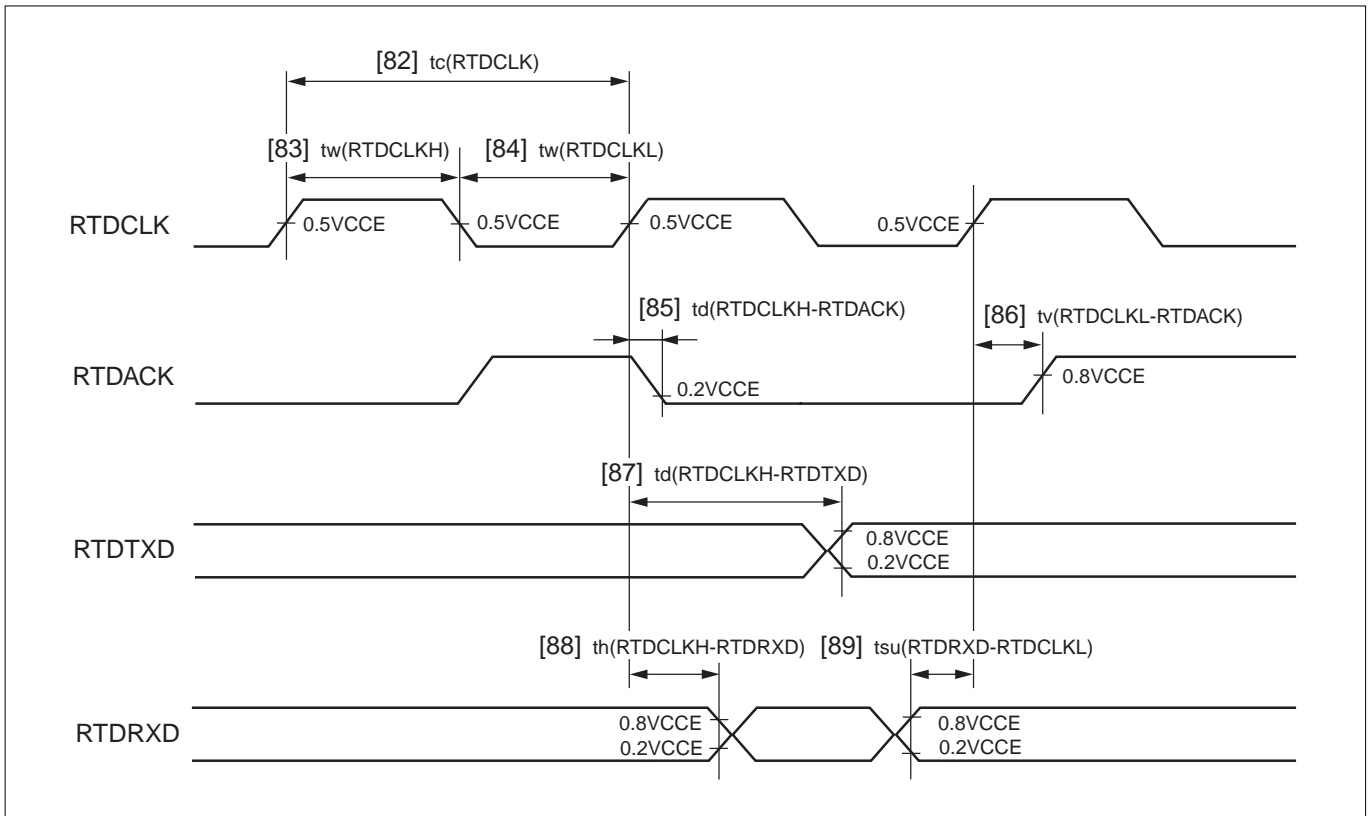 [82] tc(RTDCLK)
[83] tw(RTDCLKH) [84] tw(RTDCLKL)
RTDCLK 0.5VCCE 0.5VCCE 0.5VCCE 0.5VCCE
[85] td(RTDCLKH-RTDACK) [86] tv(RTDCLKL-RTDACK)
RTDACK 0.2VCCE 0.8VCCE
[87] td(RTDCLKH-RTDTXD)
RTDTXD 0.8VCCE
0.2VCCE
[88] th(RTDCLKH-RTDRXD) [89] tsu(RTDRXD-RTDCLKL)
RTDRXD 0.8VCCE 0.8VCCE
0.2VCCE 0.2VCCE